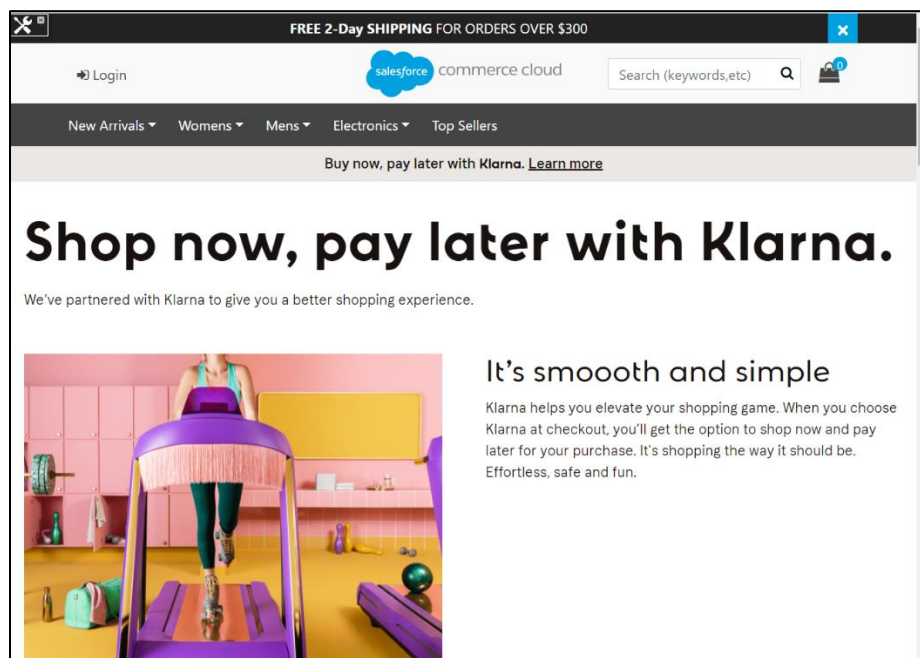 FREE 2-Day SHIPPING FOR ORDERS OVER $300
Login
salesforce commerce cloud
Search (keywords,etc)
0
New Arrivals
Womens
Mens
Electronics
Top Sellers
Buy now, pay later with Klarna. Learn more
Shop now, pay later with Klarna.
We've partnered with Klarna to give you a better shopping experience.
It's smoooth and simple
Klarna helps you elevate your shopping game. When you choose
Klarna at checkout, you'll get the option to shop now and pay
later for your purchase. It's shopping the way it should be.
Effortless, safe and fun.